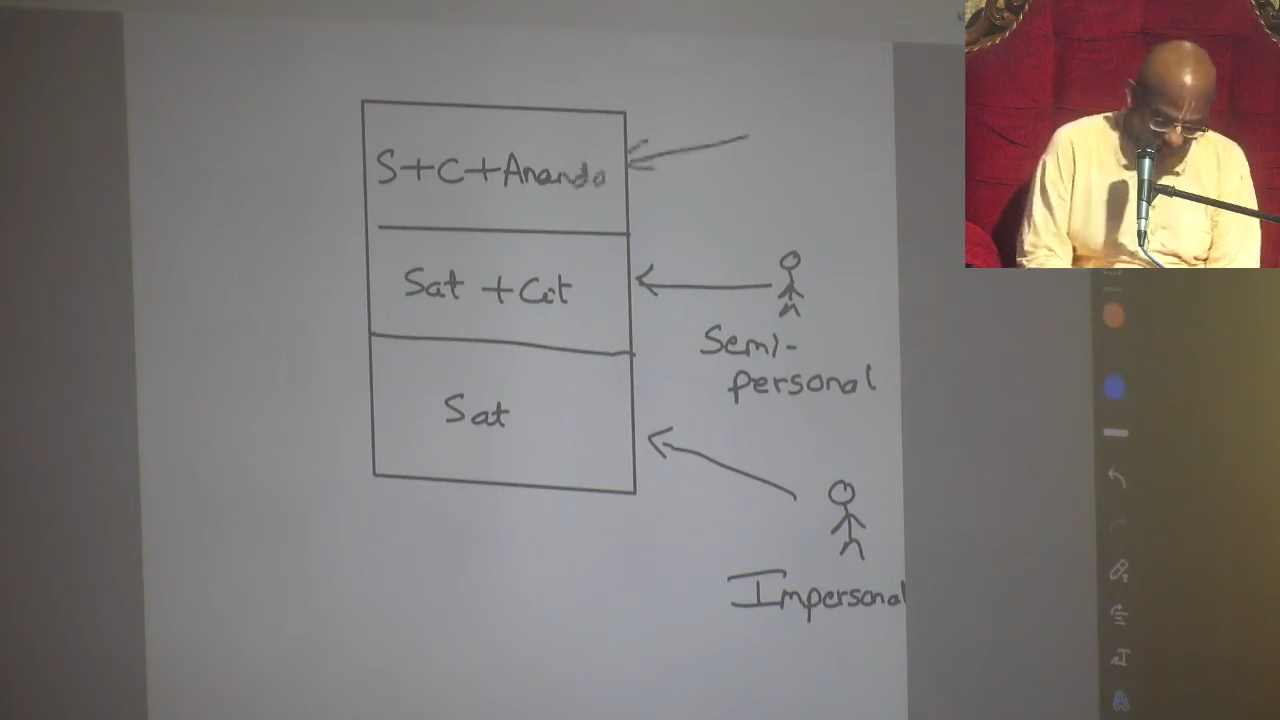 S+C+Ananda
Sat + Cit
Semi-
personal
Sat
Impersonal